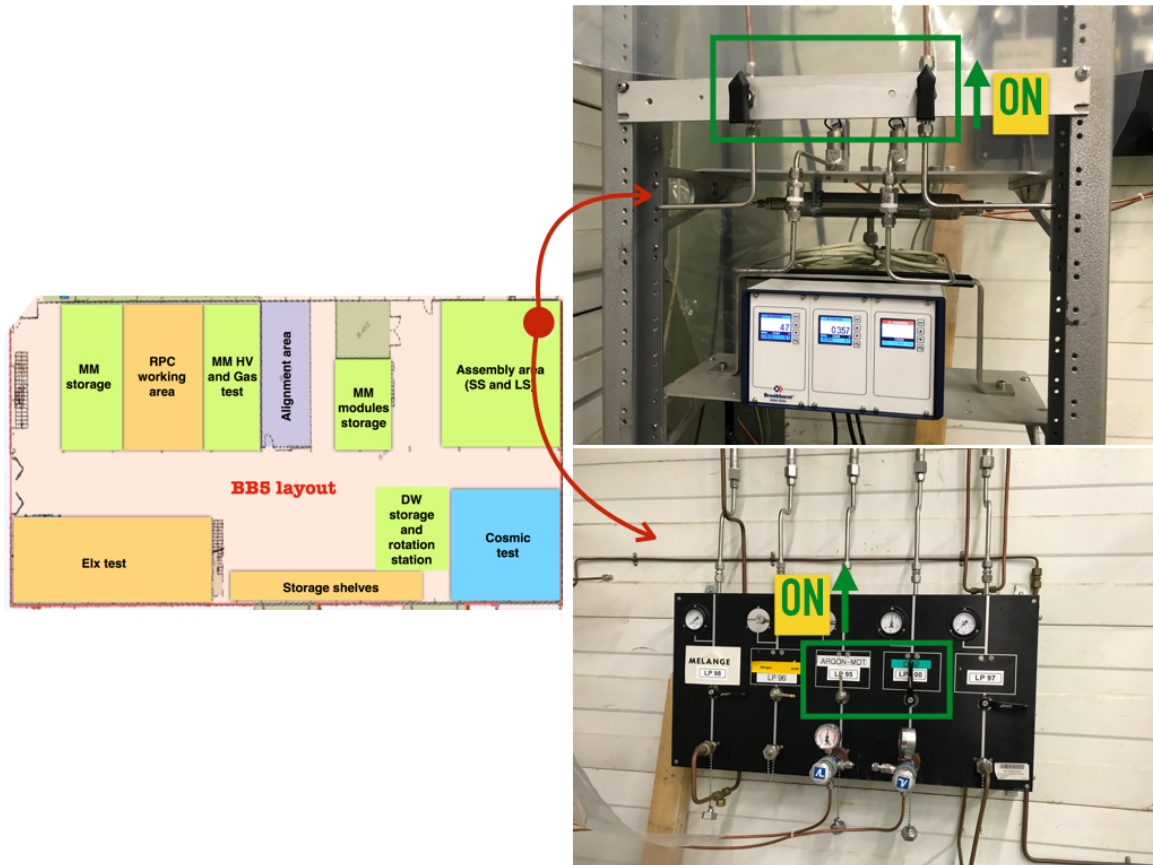 ON
47
0.357
Bronkhorst
MM
storage
RPC
working
area
MM HV
and Gas
test
Alignment area
MM
modules
storage
Assembly area
(SS and LS)
BB5 layout
DW
storage
and
rotation
station
Cosmic
test
Elx test
Storage shelves
ON
MELANGE
LP 98
LP 96
ARGON-MDT
LP 95
LP 97